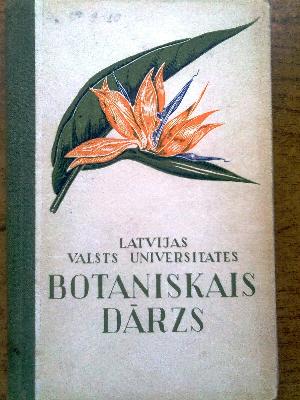 LATVIJAS
VALSTS UNIVERSITATES
BOTANISKAIS
DĀRZS